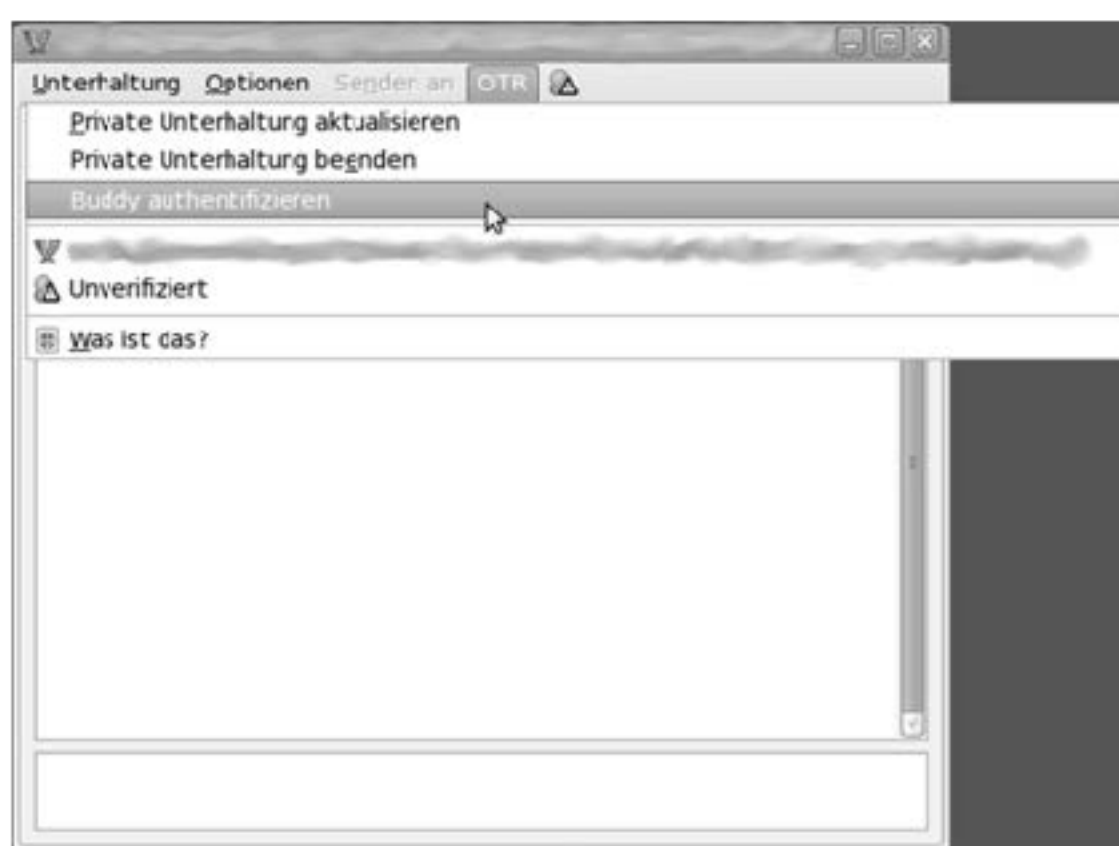 Unterhaltung Optionen Senden an OTR
Private Unterhaltung aktualisieren
Private Unterhaltung beenden
Buddy authentifizieren
Unverifiziert
Was ist das?